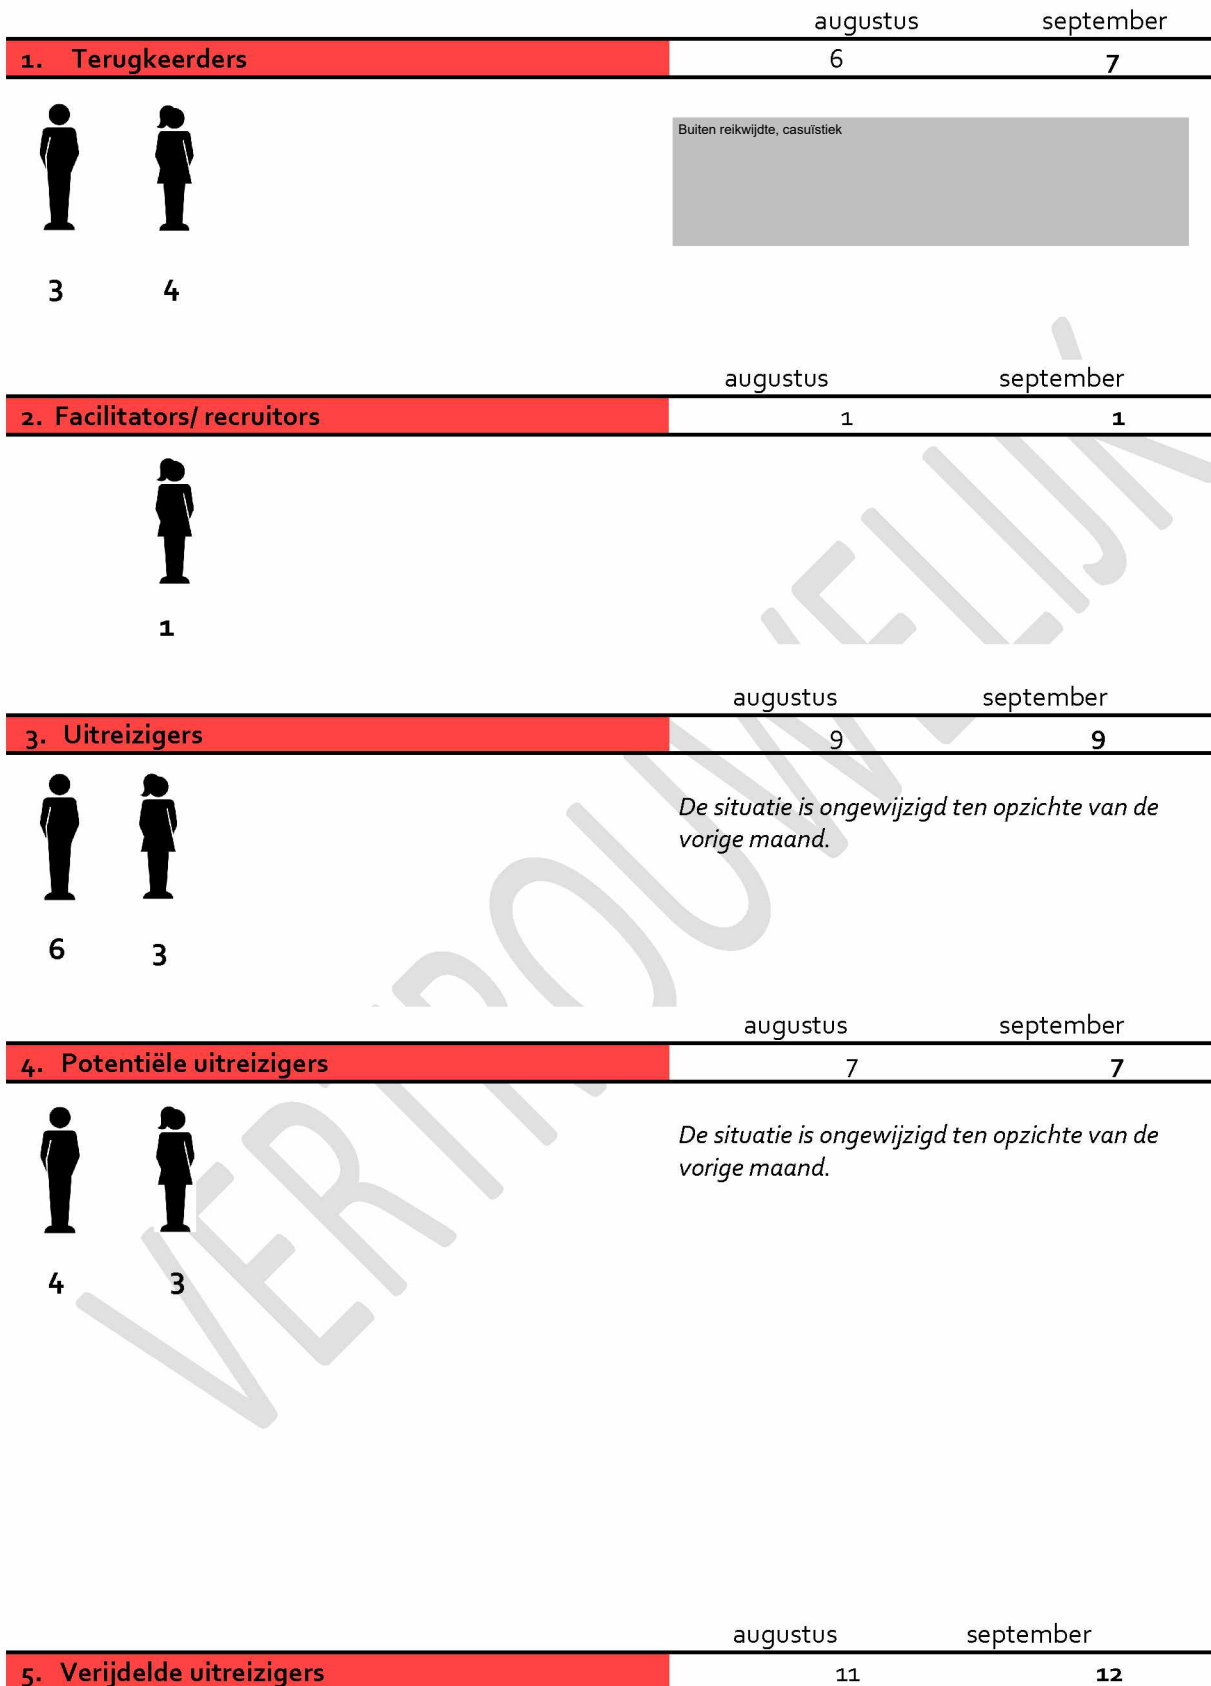 augustus september
1. Terugkeerders 6 7
Buiten reikwijdte, casuïstiek
3 4
augustus september
2. Facilitators/ recruitors 1 1
1
augustus september
3. Uitreizigers 9 9
De situatie is ongewijzigd ten opzichte van de
vorige maand.
6 3
augustus september
4. Potentiële uitreizigers 7 7
De situatie is ongewijzigd ten opzichte van de
vorige maand.
4 3
augustus september
5. Verijdelde uitreizigers 11 12
VERTROUWELIJK